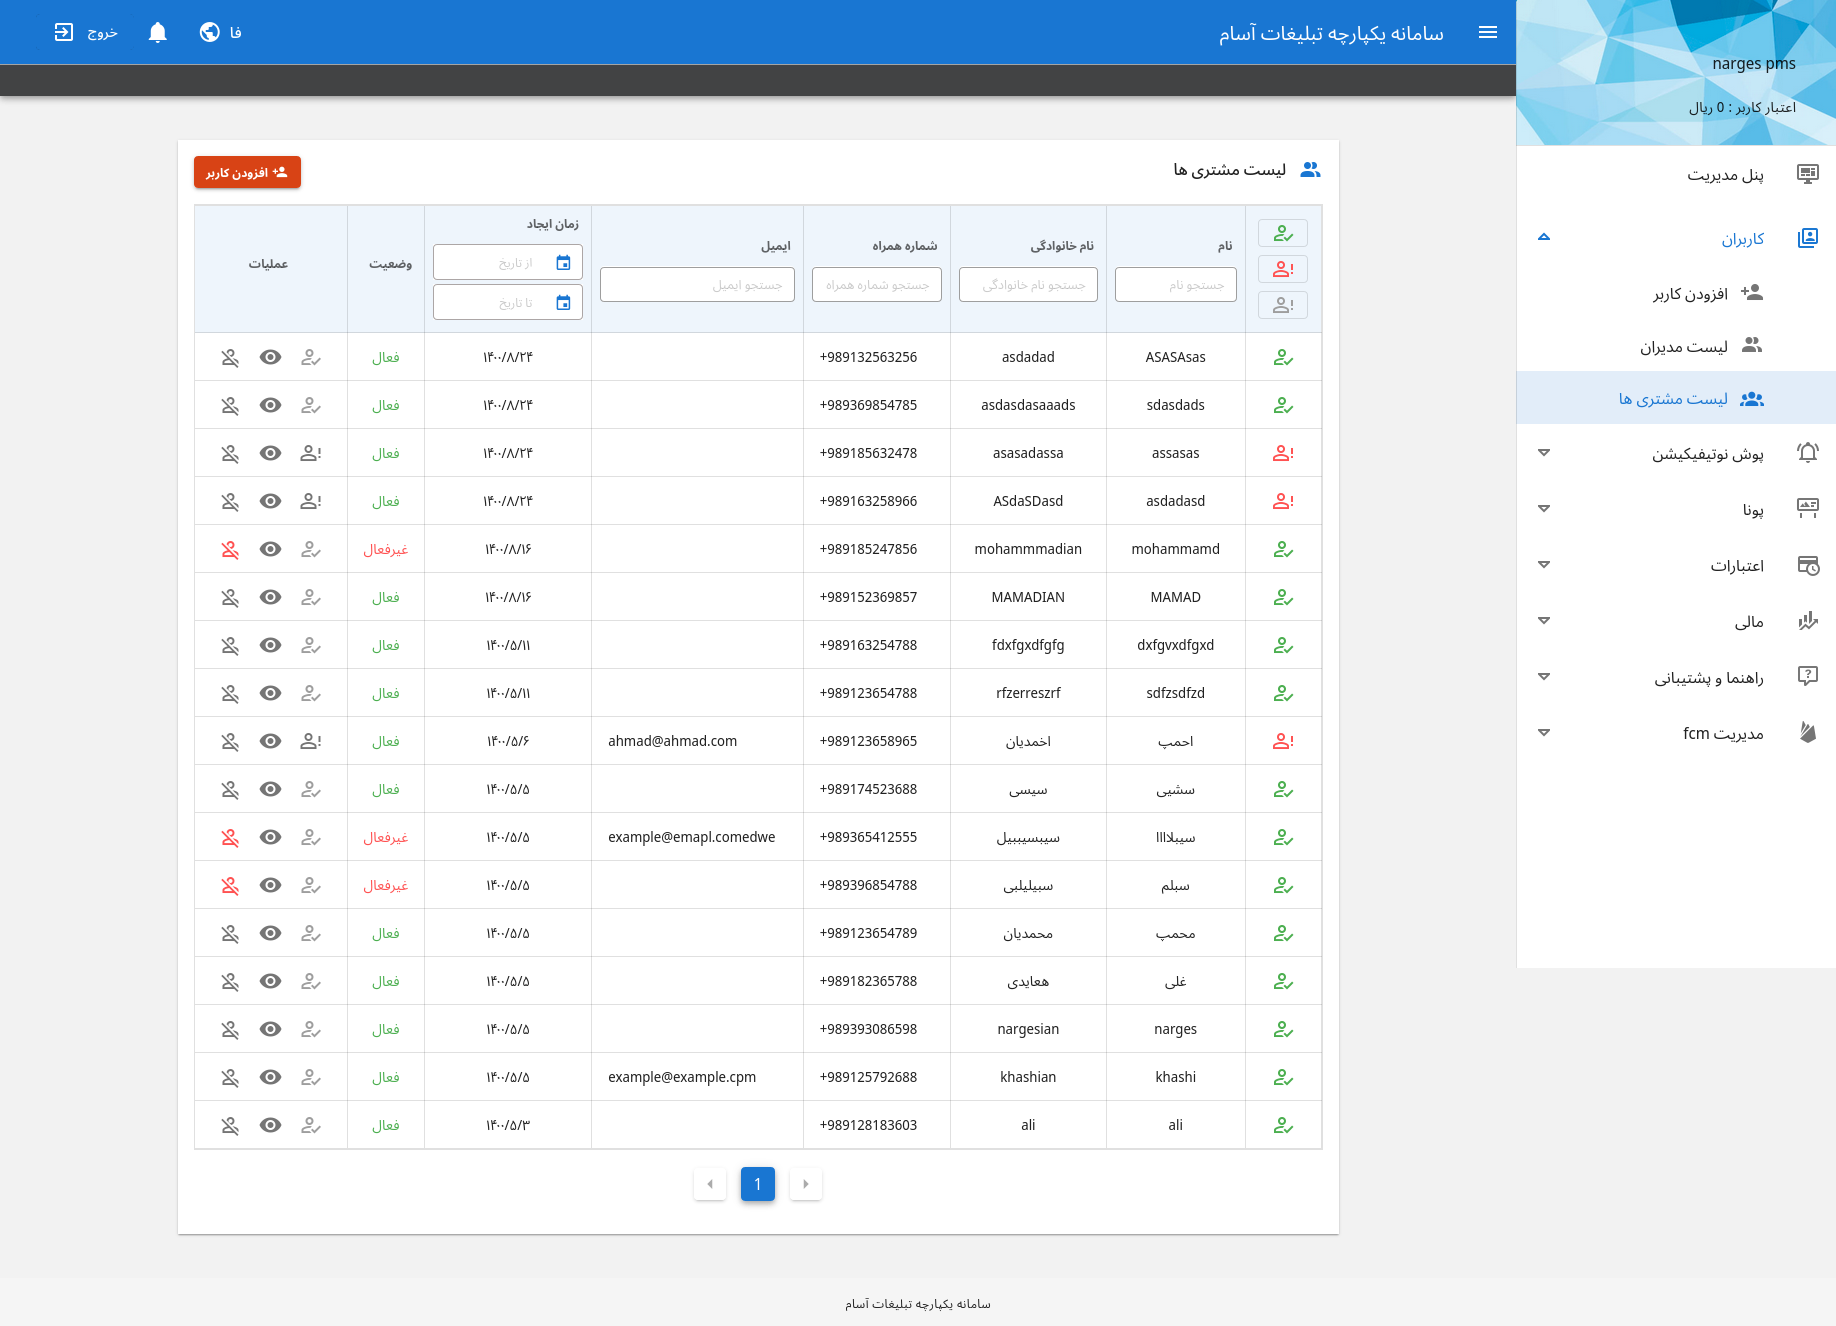 سامانه یکپارچه تبلیغات آسام
فا
خروج
narges pms
اعتبار کاربر : 0 ریال
پنل مدیریت
کاربران
افزودن کاربر
لیست مدیران
لیست مشتری ها
پوش نوتیفیکیشن
پونا
اعتبارات
مالی
راهنما و پشتیبانی
مدیریت fcm
لیست مشتری ها
افزودن کاربر
نام نام خانوادگی شماره همراه ایمیل زمان ایجاد وضعیت عملیات
جستجو نام جستجو نام خانوادگی جستجو شماره همراه جستجو ایمیل از تاریخ
تا تاریخ
ASASAsas asdadad +989132563256 ۱۴۰۰/۸/۲۴ فعال
sdasdads asdasdasaaads +989369854785 ۱۴۰۰/۸/۲۴ فعال
assasas asasadassa +989185632478 ۱۴۰۰/۸/۲۴ فعال
asdadasd ASdaSDasd +989163258966 ۱۴۰۰/۸/۲۴ فعال
mohammamd mohammmadian +989185247856 ۱۴۰۰/۸/۱۶ غیرفعال
MAMAD MAMADIAN +989152369857 ۱۴۰۰/۸/۱۶ فعال
dxfgvxdfgxd fdxfgxdfgfg +989163254788 ۱۴۰۰/۵/۱۱ فعال
sdfzsdfzd rfzerreszrf +989123654788 ۱۴۰۰/۵/۱۱ فعال
احمپ اخمدیان +989123658965 ahmad@ahmad.com ۱۴۰۰/۵/۶ فعال
سشیی سیسی +989174523688 ۱۴۰۰/۵/۵ فعال
سیبلاااا سیبسیببیل +989365412555 example@emapl.comedwe ۱۴۰۰/۵/۵ غیرفعال
سبلم سبیلیلبی +989396854788 ۱۴۰۰/۵/۵ غیرفعال
محمپ محمدیان +989123654789 ۱۴۰۰/۵/۵ فعال
غلی هعایدی +989182365788 ۱۴۰۰/۵/۵ فعال
narges nargesian +989393086598 ۱۴۰۰/۵/۵ فعال
khashi khashian +989125792688 example@example.cpm ۱۴۰۰/۵/۵ فعال
ali ali +989128183603 ۱۴۰۰/۵/۳ فعال
1
سامانه یکپارچه تبلیغات آسام